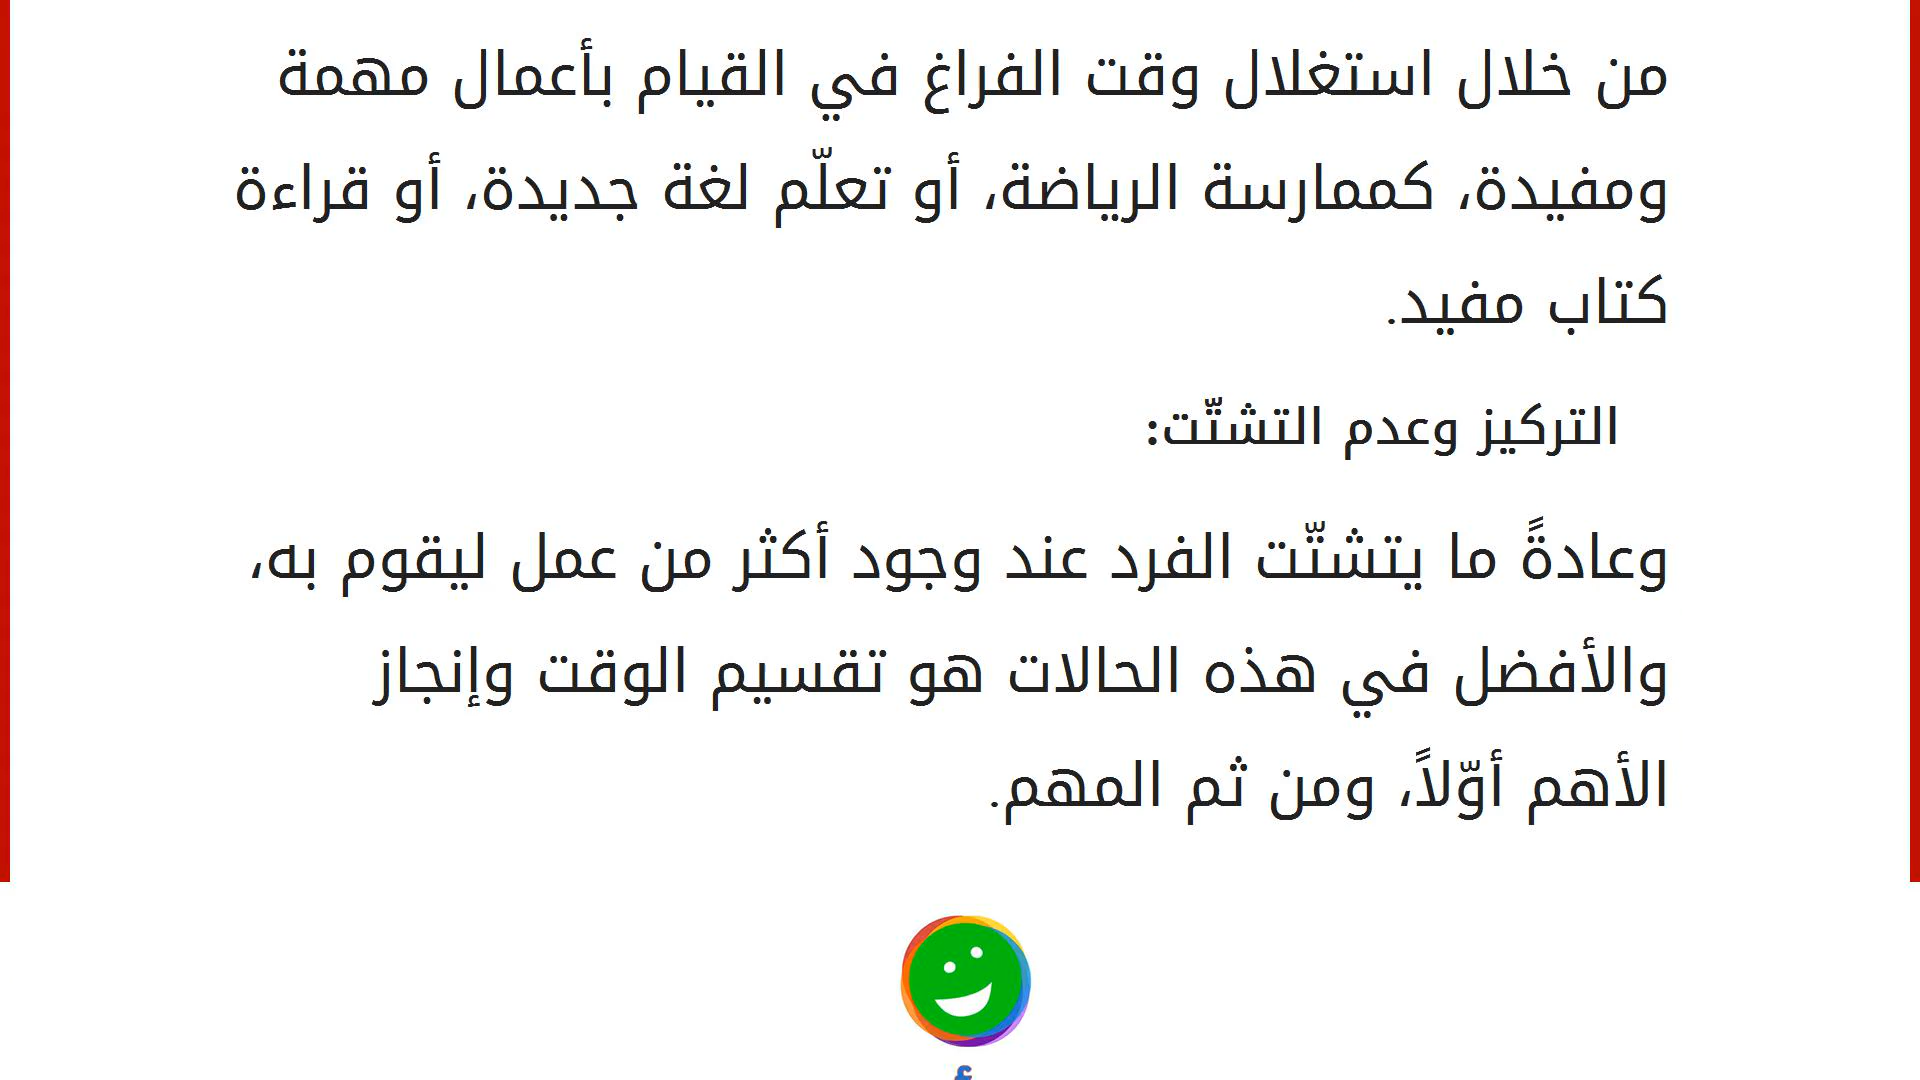 من خلال استغلال وقت الفراغ في القيام بأعمال مهمة
ومفيدة، كممارسة الرياضة، أو تعلّم لغة جديدة، أو قراءة
كتاب مفيد.
التركيز وعدم التشتّت:
وعادةً ما يتشتّت الفرد عند وجود أكثر من عمل ليقوم به،
والأفضل في هذه الحالات هو تقسيم الوقت وإنجاز
الأهم أوّلاً، ومن ثم المهم.